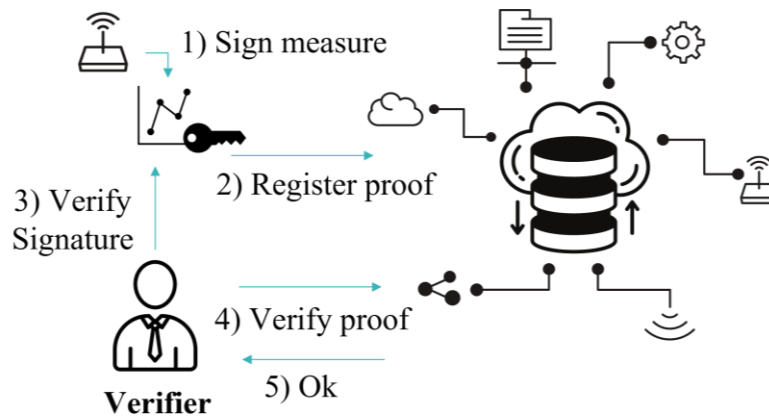 1) Sign measure
2) Register proof
3) Verify
Signature
4) Verify proof
5) Ok
Verifier